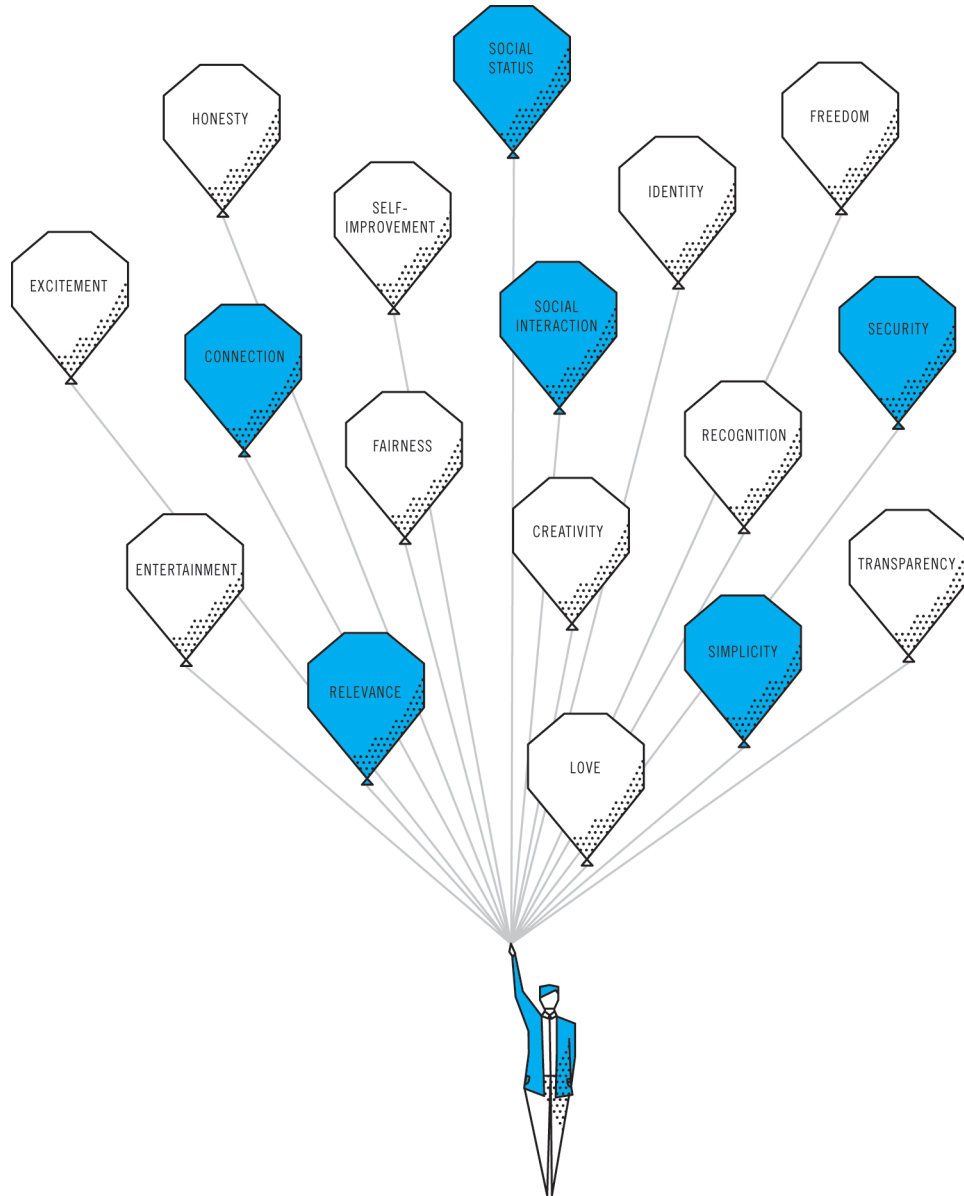 SOCIAL
STATUS
HONESTY
FREEDOM
IDENTITY
SELF-
IMPROVEMENT
EXCITEMENT
SOCIAL
INTERACTION
SECURITY
CONNECTION
RECOGNITION
FAIRNESS
CREATIVITY
TRANSPARENCY
ENTERTAINMENT
SIMPLICITY
RELEVANCE
LOVE